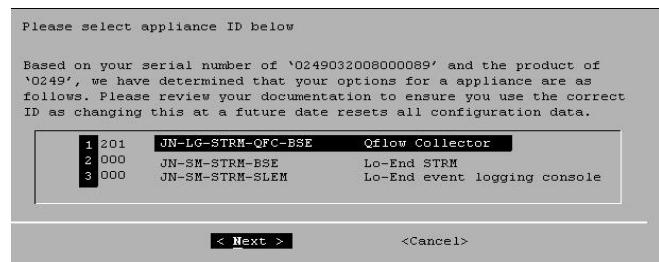 Please select appliance ID below
Based on your serial number of '0249032008000089' and the product of
'0249', we have determined that your options for a appliance are as
follows. Please review your documentation to ensure you use the correct
ID as changing this at a future date resets all configuration data.
1 201 JN-LG-STRM-QFC-BSE Qflow Collector
2 000 JN-SM-STRM-BSE Lo-End STRM
3 000 JN-SM-STRM-SLEM Lo-End event logging console
< Next > <Cancel>